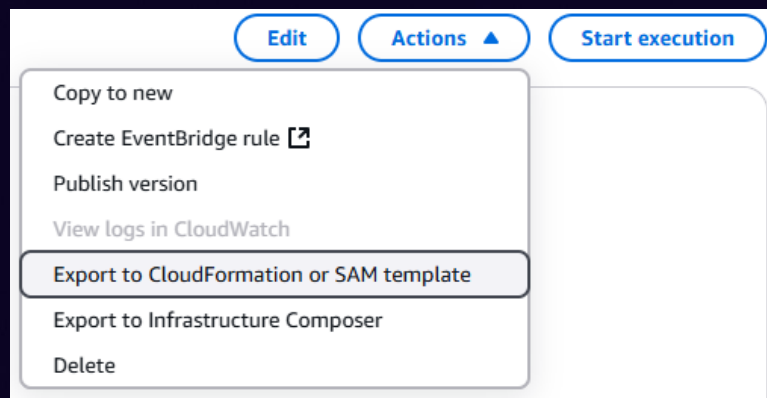 Edit
Actions
Start execution
Copy to new
Create EventBridge rule
Publish version
View logs in CloudWatch
Export to CloudFormation or SAM template
Export to Infrastructure Composer
Delete